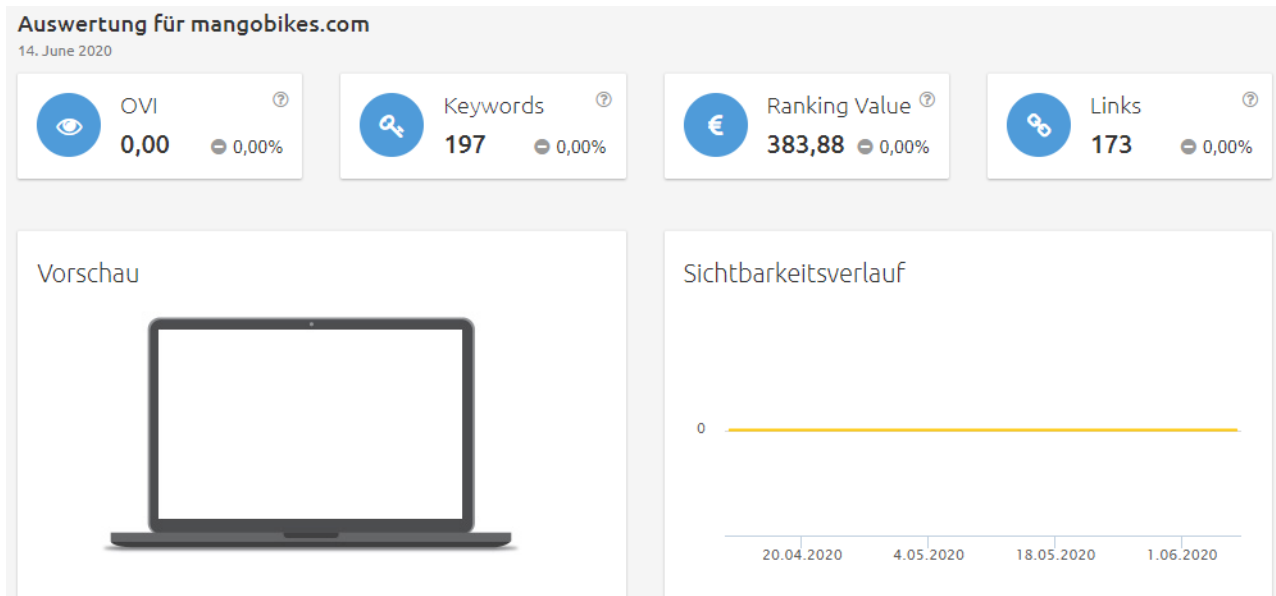 Auswertung für mangobikes.com
14. June 2020
OVI
0,00 0,00%
Keywords
197 0,00%
Ranking Value
383,88 0,00%
Links
173 0,00%
Vorschau
Sichtbarkeitsverlauf
0
20.04.2020 4.05.2020 18.05.2020 1.06.2020